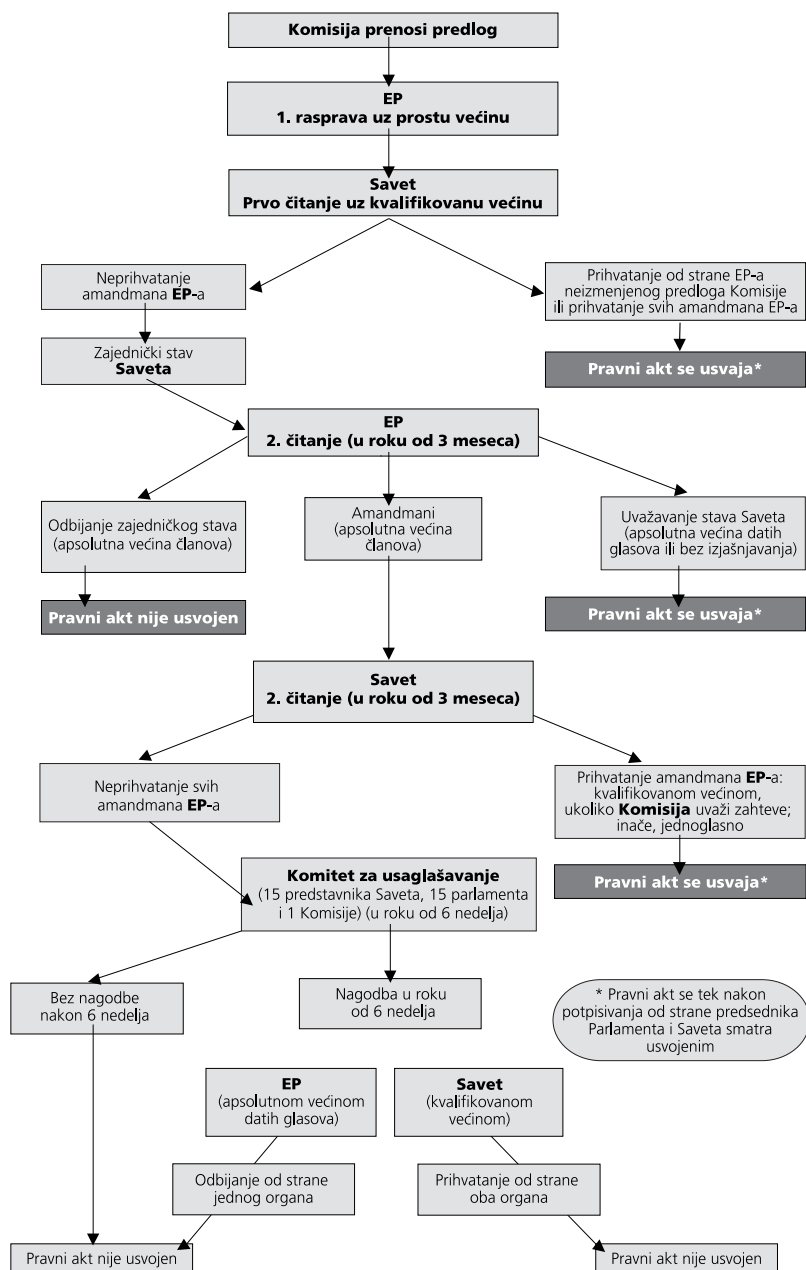 Komisija prenosi predlog
EP
1. rasprava uz prostu većinu
Savet
Prvo čitanje uz kvalifikovanu većinu
Neprihvatanje
amandmana EP-a
Prihvatanje od strane EP-a
neizmenjenog predloga Komisije
ili prihvatanje svih amandmana EP-a
Zajednički stav
Saveta
Pravni akt se usvaja*
EP
2. čitanje (u roku od 3 meseca)
Odbijanje zajedničkog stava
(apsolutna većina članova)
Amandmani
(apsolutna većina
članova)
Uvažavanje stava Saveta
(apsolutna većina datih
glasova ili bez izjašnjavanja)
Pravni akt nije usvojen
Pravni akt se usvaja*
Savet
2. čitanje (u roku od 3 meseca)
Neprihvatanje svih
amandmana EP-a
Prihvatanje amandmana EP-a:
kvalifikovanom većinom,
ukoliko Komisija uvaži zahteve;
inače, jednoglasno
Pravni akt se usvaja*
Komitet za usaglašavanje
(15 predstavnika Saveta, 15 parlamenta
i 1 Komisije) (u roku od 6 nedelja)
Bez nagodbe
nakon 6 nedelja
Nagodba u roku
od 6 nedelja
* Pravni akt se tek nakon
potpisivanja od strane predsednika
Parlamenta i Saveta smatra
usvojenim
EP
(apsolutnom većinom
datih glasova)
Savet
(kvalifikovanom
većinom)
Odbijanje od strane
jednog organa
Prihvatanje od strane
oba organa
Pravni akt nije usvojen
Pravni akt nije usvojen